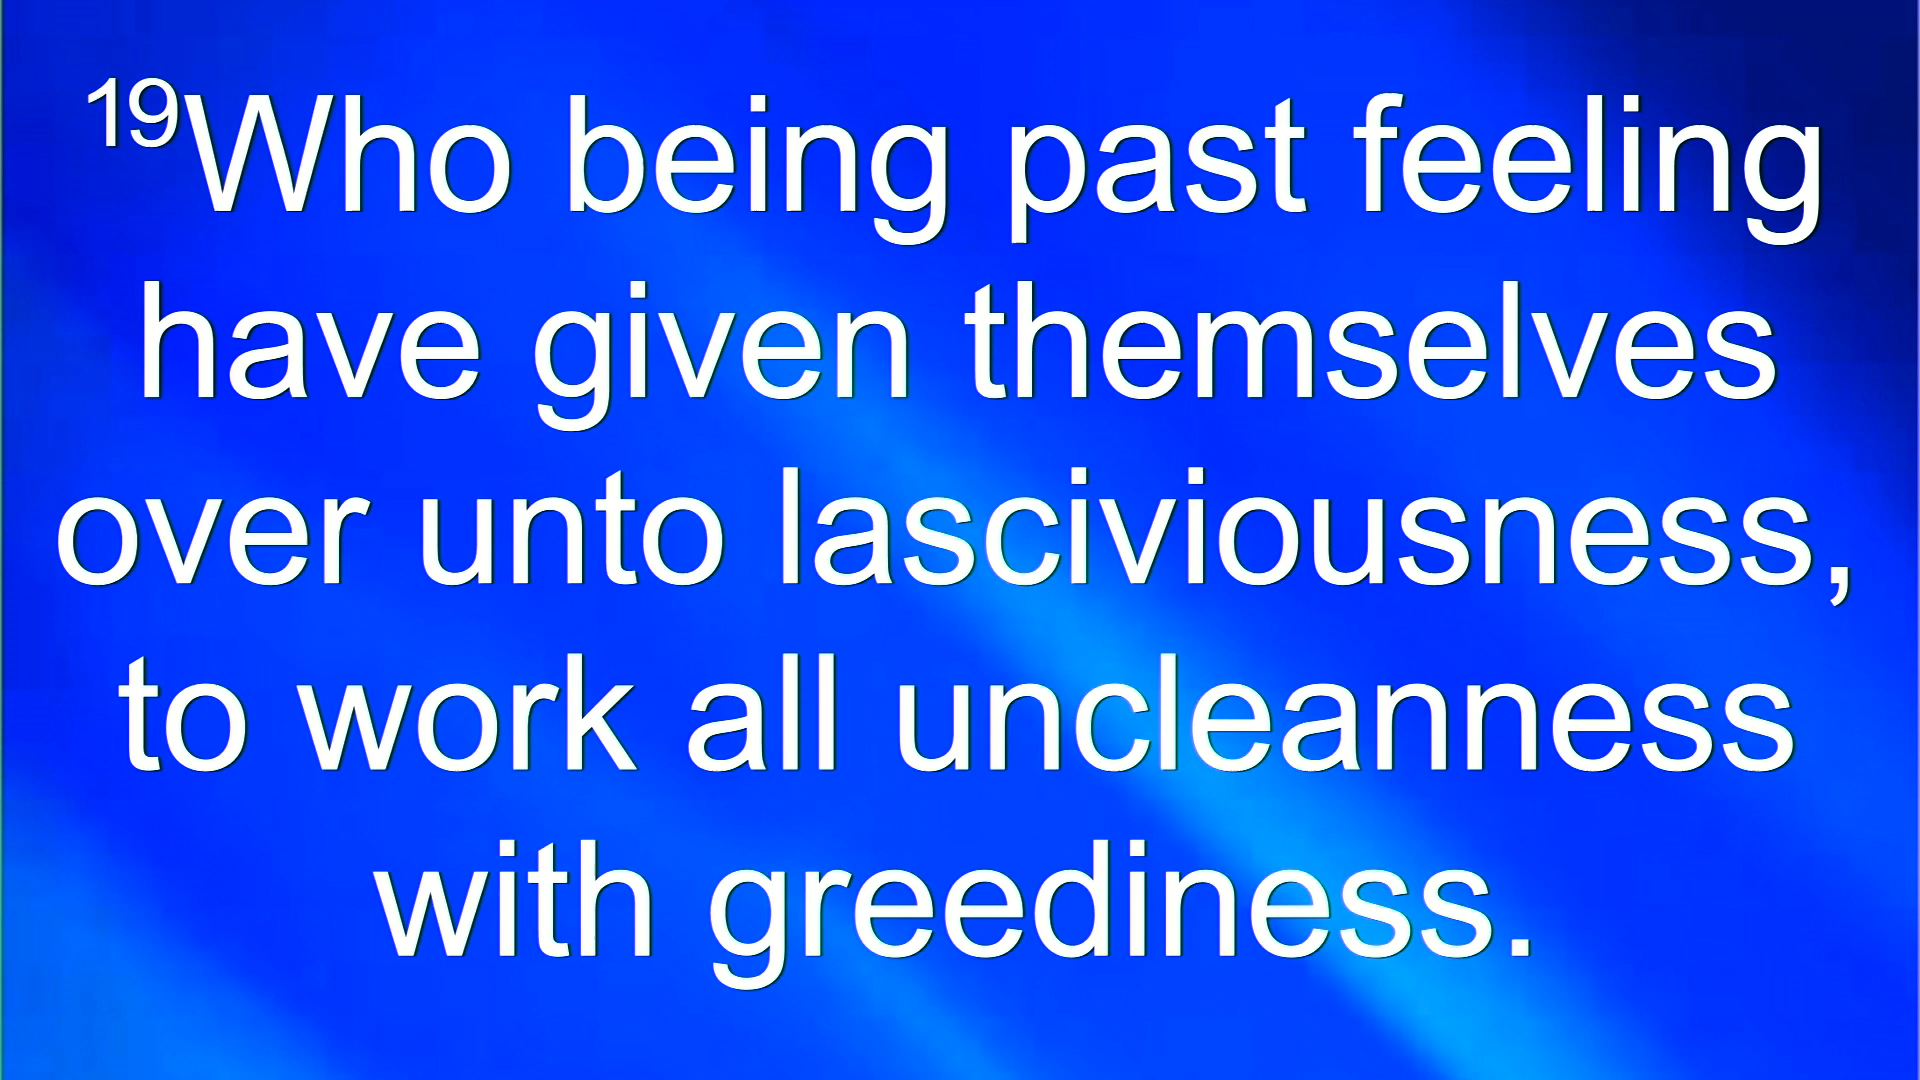 19Who being past feeling
have given themselves
over unto lasciviousness,
to work all uncleanness
with greediness.